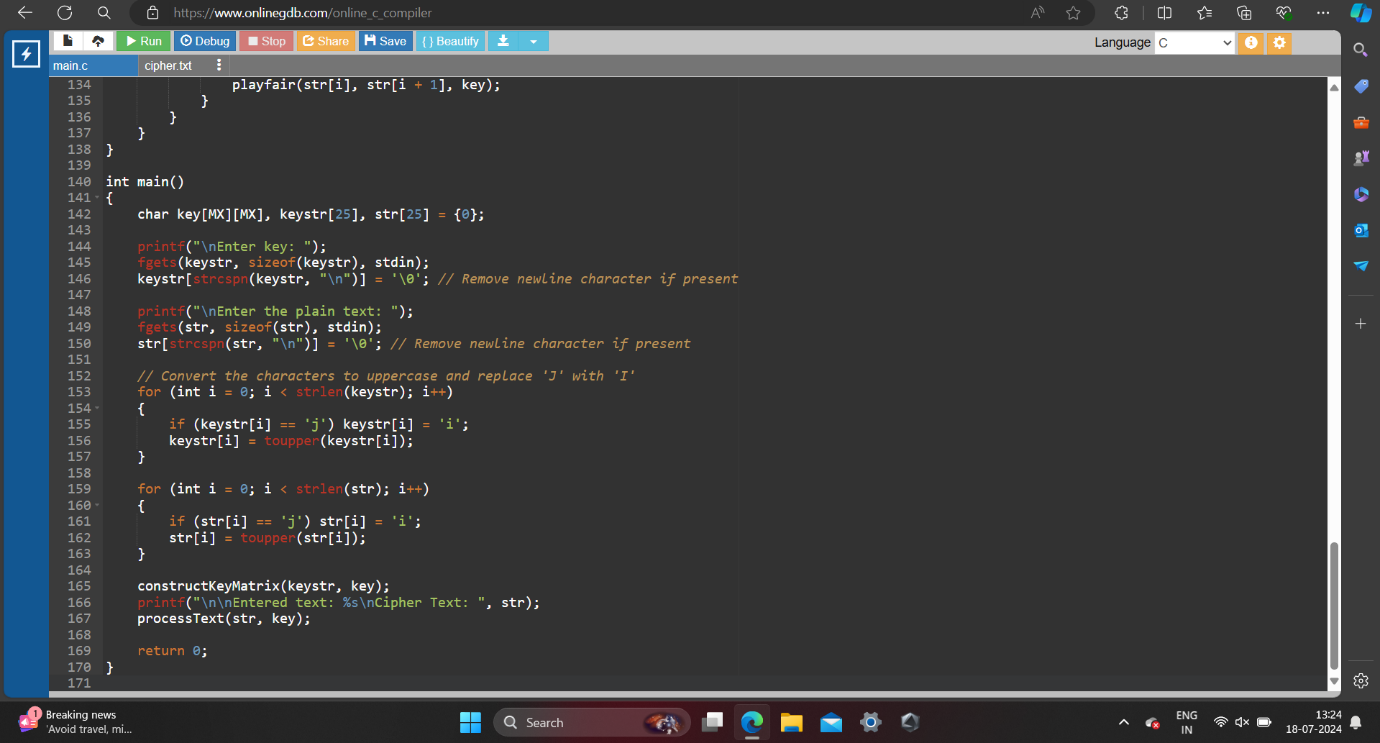 https://www.onlinegdb.com/online_c_compiler
Run Debug Stop Share Save { } Beautify Language C
main.c cipher.txt
134 playfair(str[i], str[i + 1], key);
135 }
136 }
137 }
138 }
139
140 int main()
141 {
142 char key[MX][MX], keystr[25], str[25] = {0};
143
144 printf("\nEnter key: ");
145 fgets(keystr, sizeof(keystr), stdin);
146 keystr[strcspn(keystr, "\n")] = '\0'; // Remove newline character if present
147
148 printf("\nEnter the plain text: ");
149 fgets(str, sizeof(str), stdin);
150 str[strcspn(str, "\n")] = '\0'; // Remove newline character if present
151
152 // Convert the characters to uppercase and replace 'J' with 'I'
153 for (int i = 0; i < strlen(keystr); i++)
154 {
155 if (keystr[i] == 'j') keystr[i] = 'i';
156 keystr[i] = toupper(keystr[i]);
157 }
158
159 for (int i = 0; i < strlen(str); i++)
160 {
161 if (str[i] == 'j') str[i] = 'i';
162 str[i] = toupper(str[i]);
163 }
164
165 constructKeyMatrix(keystr, key);
166 printf("\n\nEntered text: %s\nCipher Text: ", str);
167 processText(str, key);
168
169 return 0;
170 }
171
1 Breaking news
'Avoid travel, mi...
Search
ENG
IN
13:24
18-07-2024